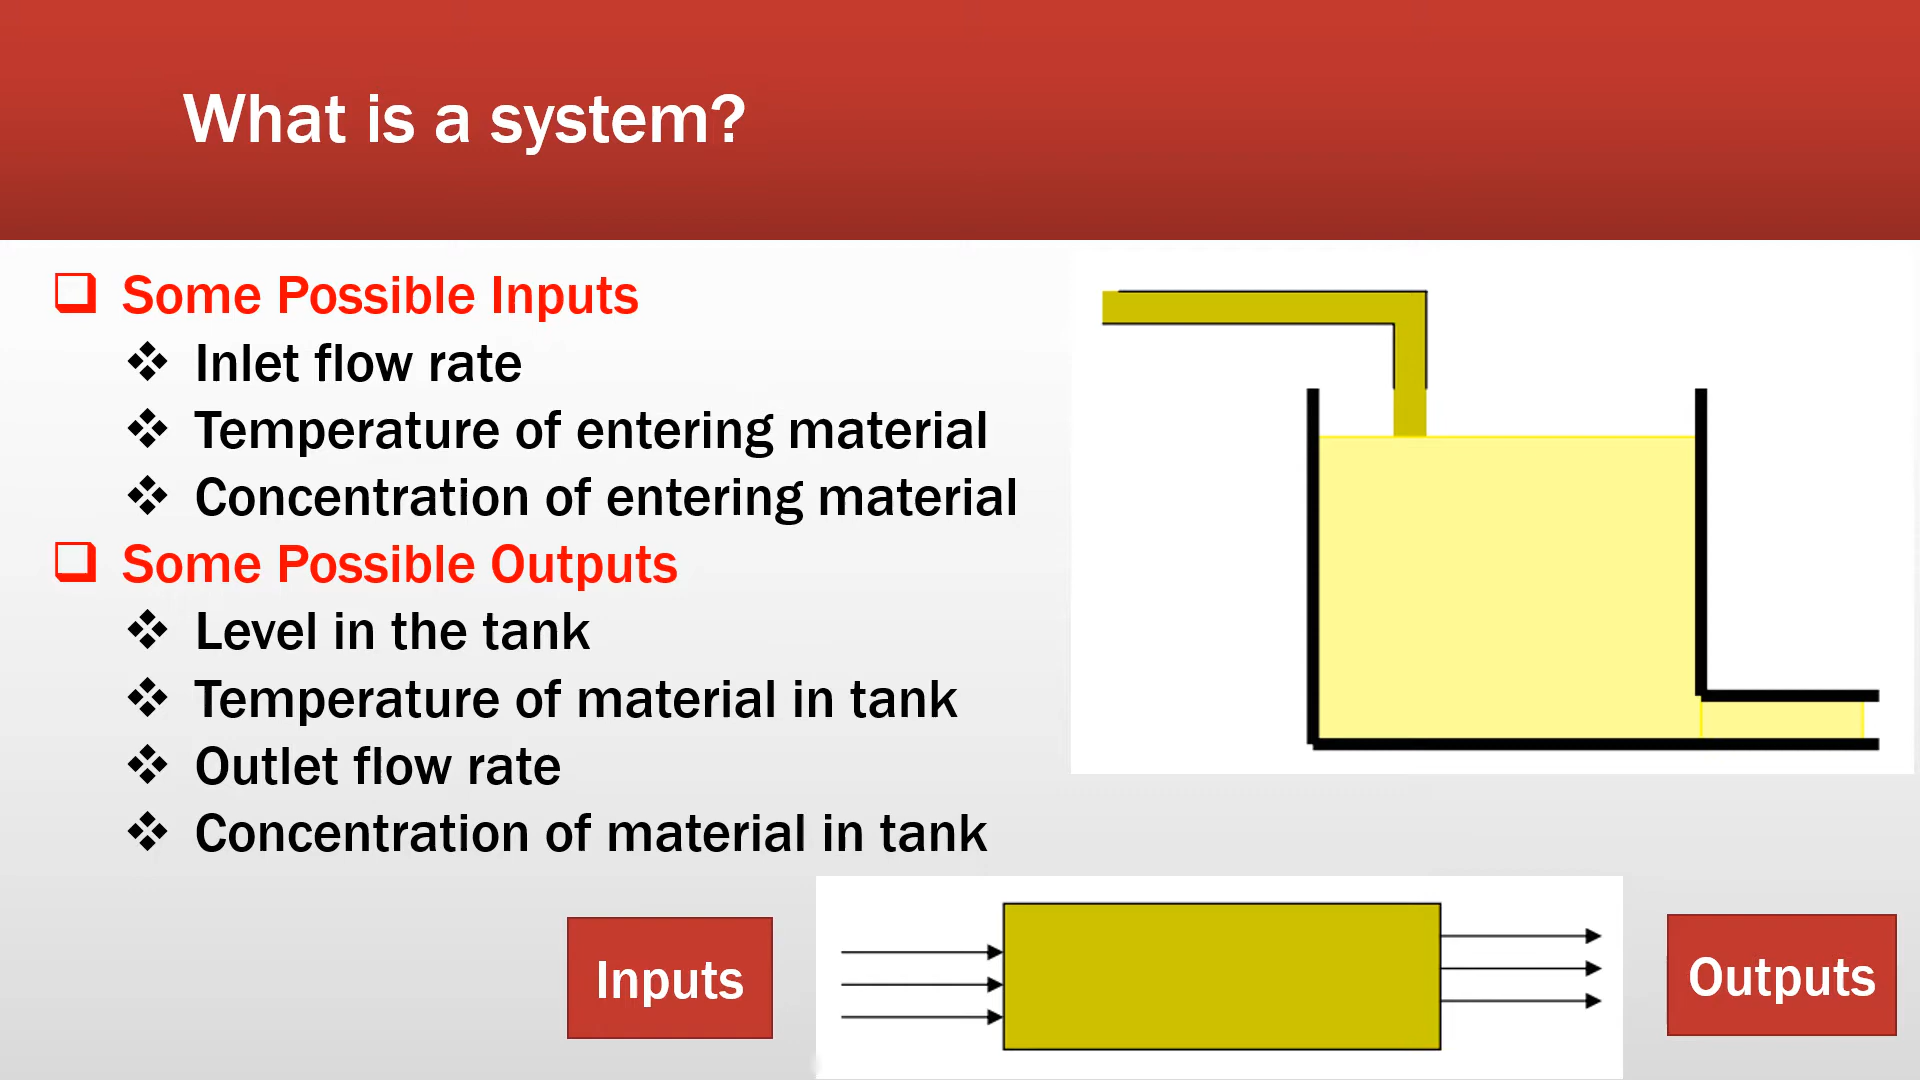 What is a system?
Some Possible Inputs
Inlet flow rate
Temperature of entering material
Concentration of entering material
Some Possible Outputs
Level in the tank
Temperature of material in tank
Outlet flow rate
Concentration of material in tank
Inputs
Outputs